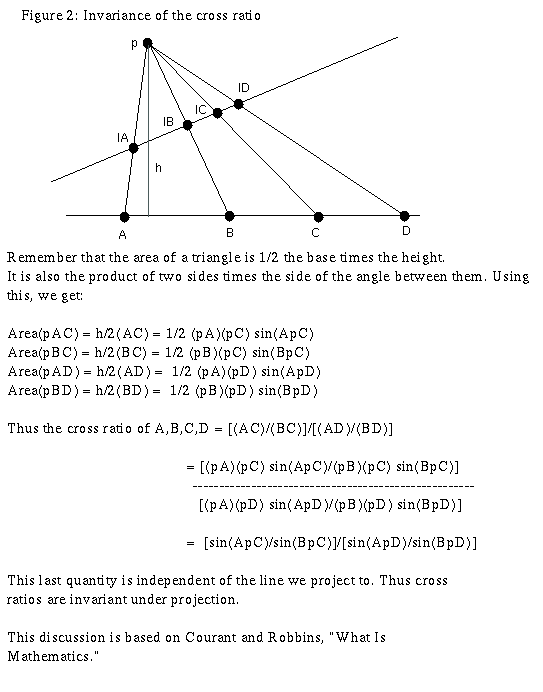 Figure 2: Invariance of the cross ratio
p
ID
IC
IB
IA
h
A B C D
Remember that the area of a triangle is 1/2 the base times the height.
It is also the product of two sides times the side of the angle between them. Using
this, we get:
Area(pAC) = h/2(AC) = 1/2 (pA)(pC) sin(ApC)
Area(pBC) = h/2(BC) = 1/2 (pB)(pC) sin(BpC)
Area(pAD) = h/2(AD) = 1/2 (pA)(pD) sin(ApD)
Area(pBD) = h/2(BD) = 1/2 (pB)(pD) sin(BpD)
Thus the cross ratio of A,B,C,D = [(AC)/(BC)]/[(AD)/(BD)]
= [(pA)(pC) sin(ApC)/(pB)(pC) sin(BpC)]
------------------------------------------------------
[(pA)(pD) sin(ApD)/(pB)(pD) sin(BpD)]
= [sin(ApC)/sin(BpC)]/[sin(ApD)/sin(BpD)]
This last quantity is independent of the line we project to. Thus cross
ratios are invariant under projection.
This discussion is based on Courant and Robbins, "What Is
Mathematics."